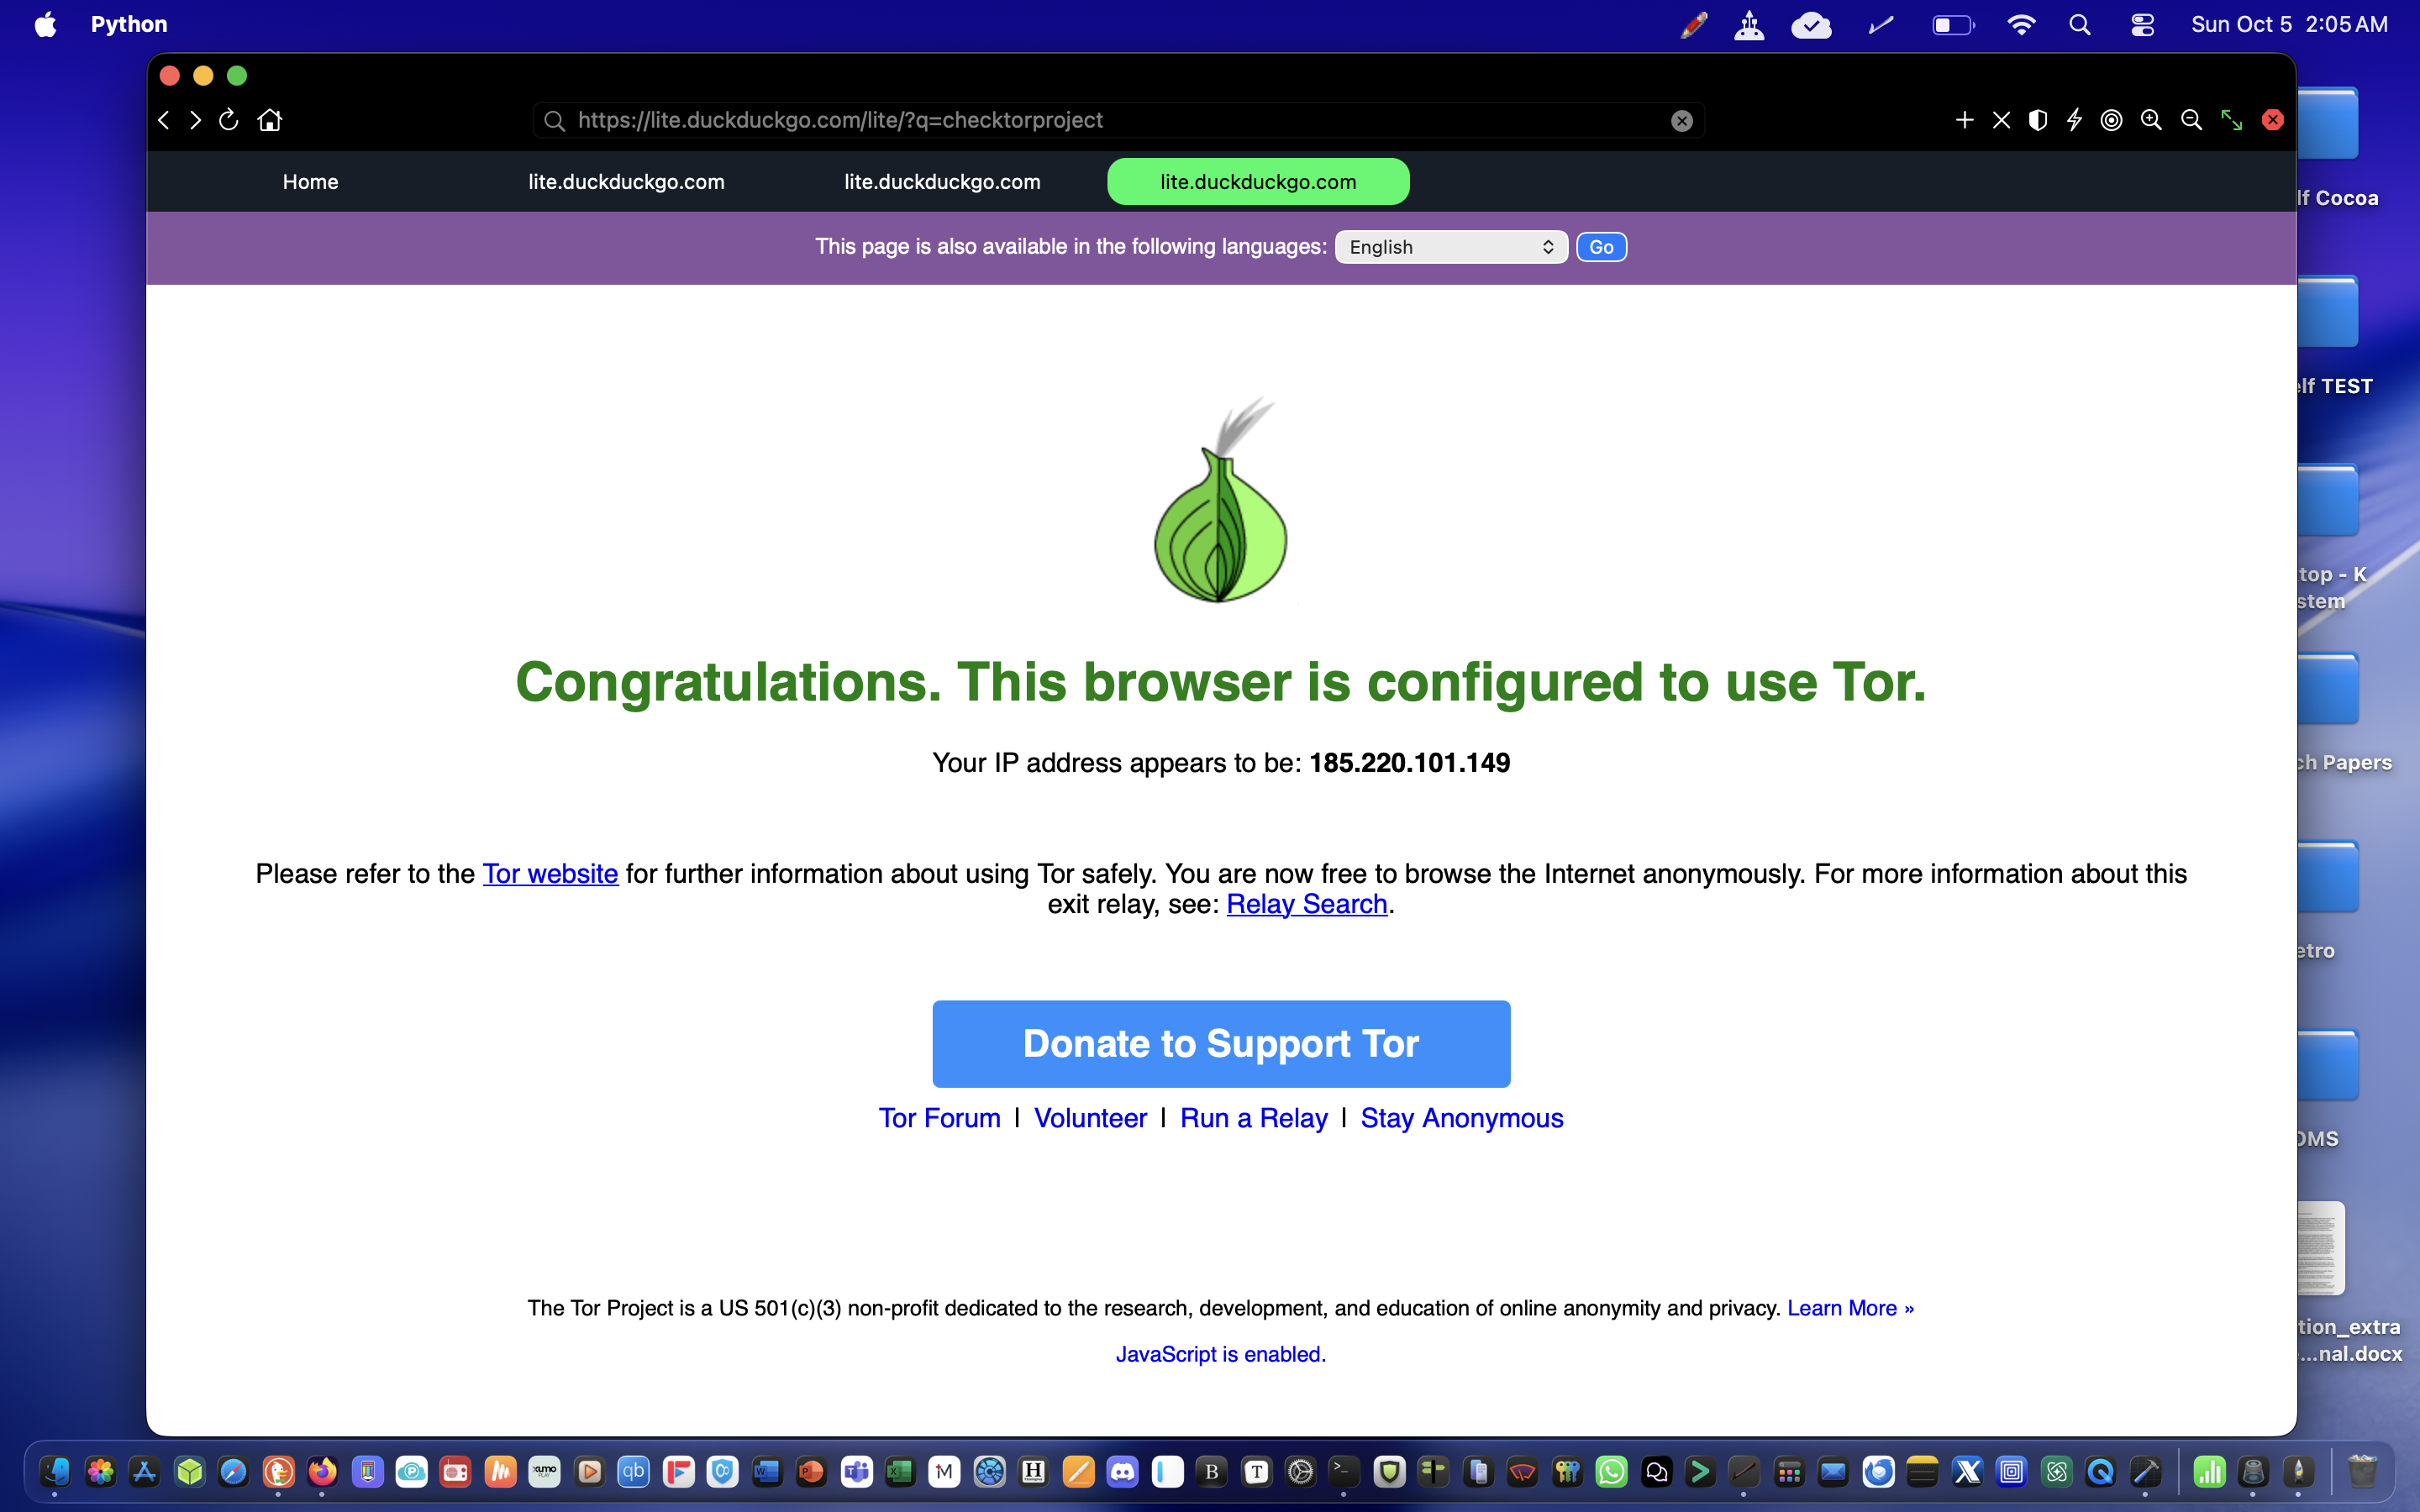 Python
Sun Oct 5 2:05 AM
https://lite.duckduckgo.com/lite/?q=checktorproject
Home
lite.duckduckgo.com
lite.duckduckgo.com
lite.duckduckgo.com
This page is also available in the following languages: English Go
Congratulations. This browser is configured to use Tor.
Your IP address appears to be: 185.220.101.149
Please refer to the Tor website for further information about using Tor safely. You are now free to browse the Internet anonymously. For more information about this
exit relay, see: Relay Search.
Donate to Support Tor
Tor Forum | Volunteer | Run a Relay | Stay Anonymous
The Tor Project is a US 501(c)(3) non-profit dedicated to the research, development, and education of online anonymity and privacy. Learn More »
JavaScript is enabled.
lf Cocoa
elf TEST
top - K
stem
ch Papers
etro
OMS
tion_extra
...nal.docx